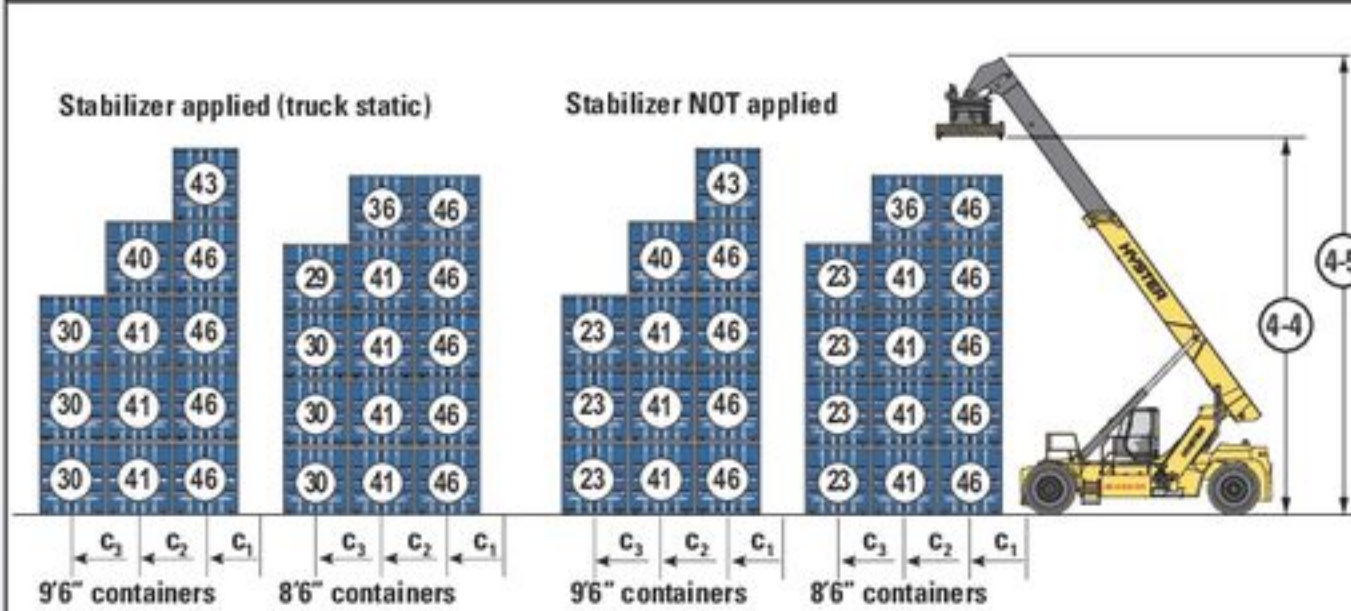 Stabilizer applied (truck static)
Stabilizer NOT applied
43
40 46
30 41 46
30 41 46
30 41 46
c3 c2 c1
9'6" containers
36 46
29 41 46
30 41 46
30 41 46
30 41 46
c3 c2 c1
8'6" containers
43
40 46
23 41 46
23 41 46
23 41 46
c3 c2 c1
9'6" containers
36 46
23 41 46
23 41 46
23 41 46
23 41 46
c3 c2 c1
8'6" containers
HYSTER
4-4
4-5